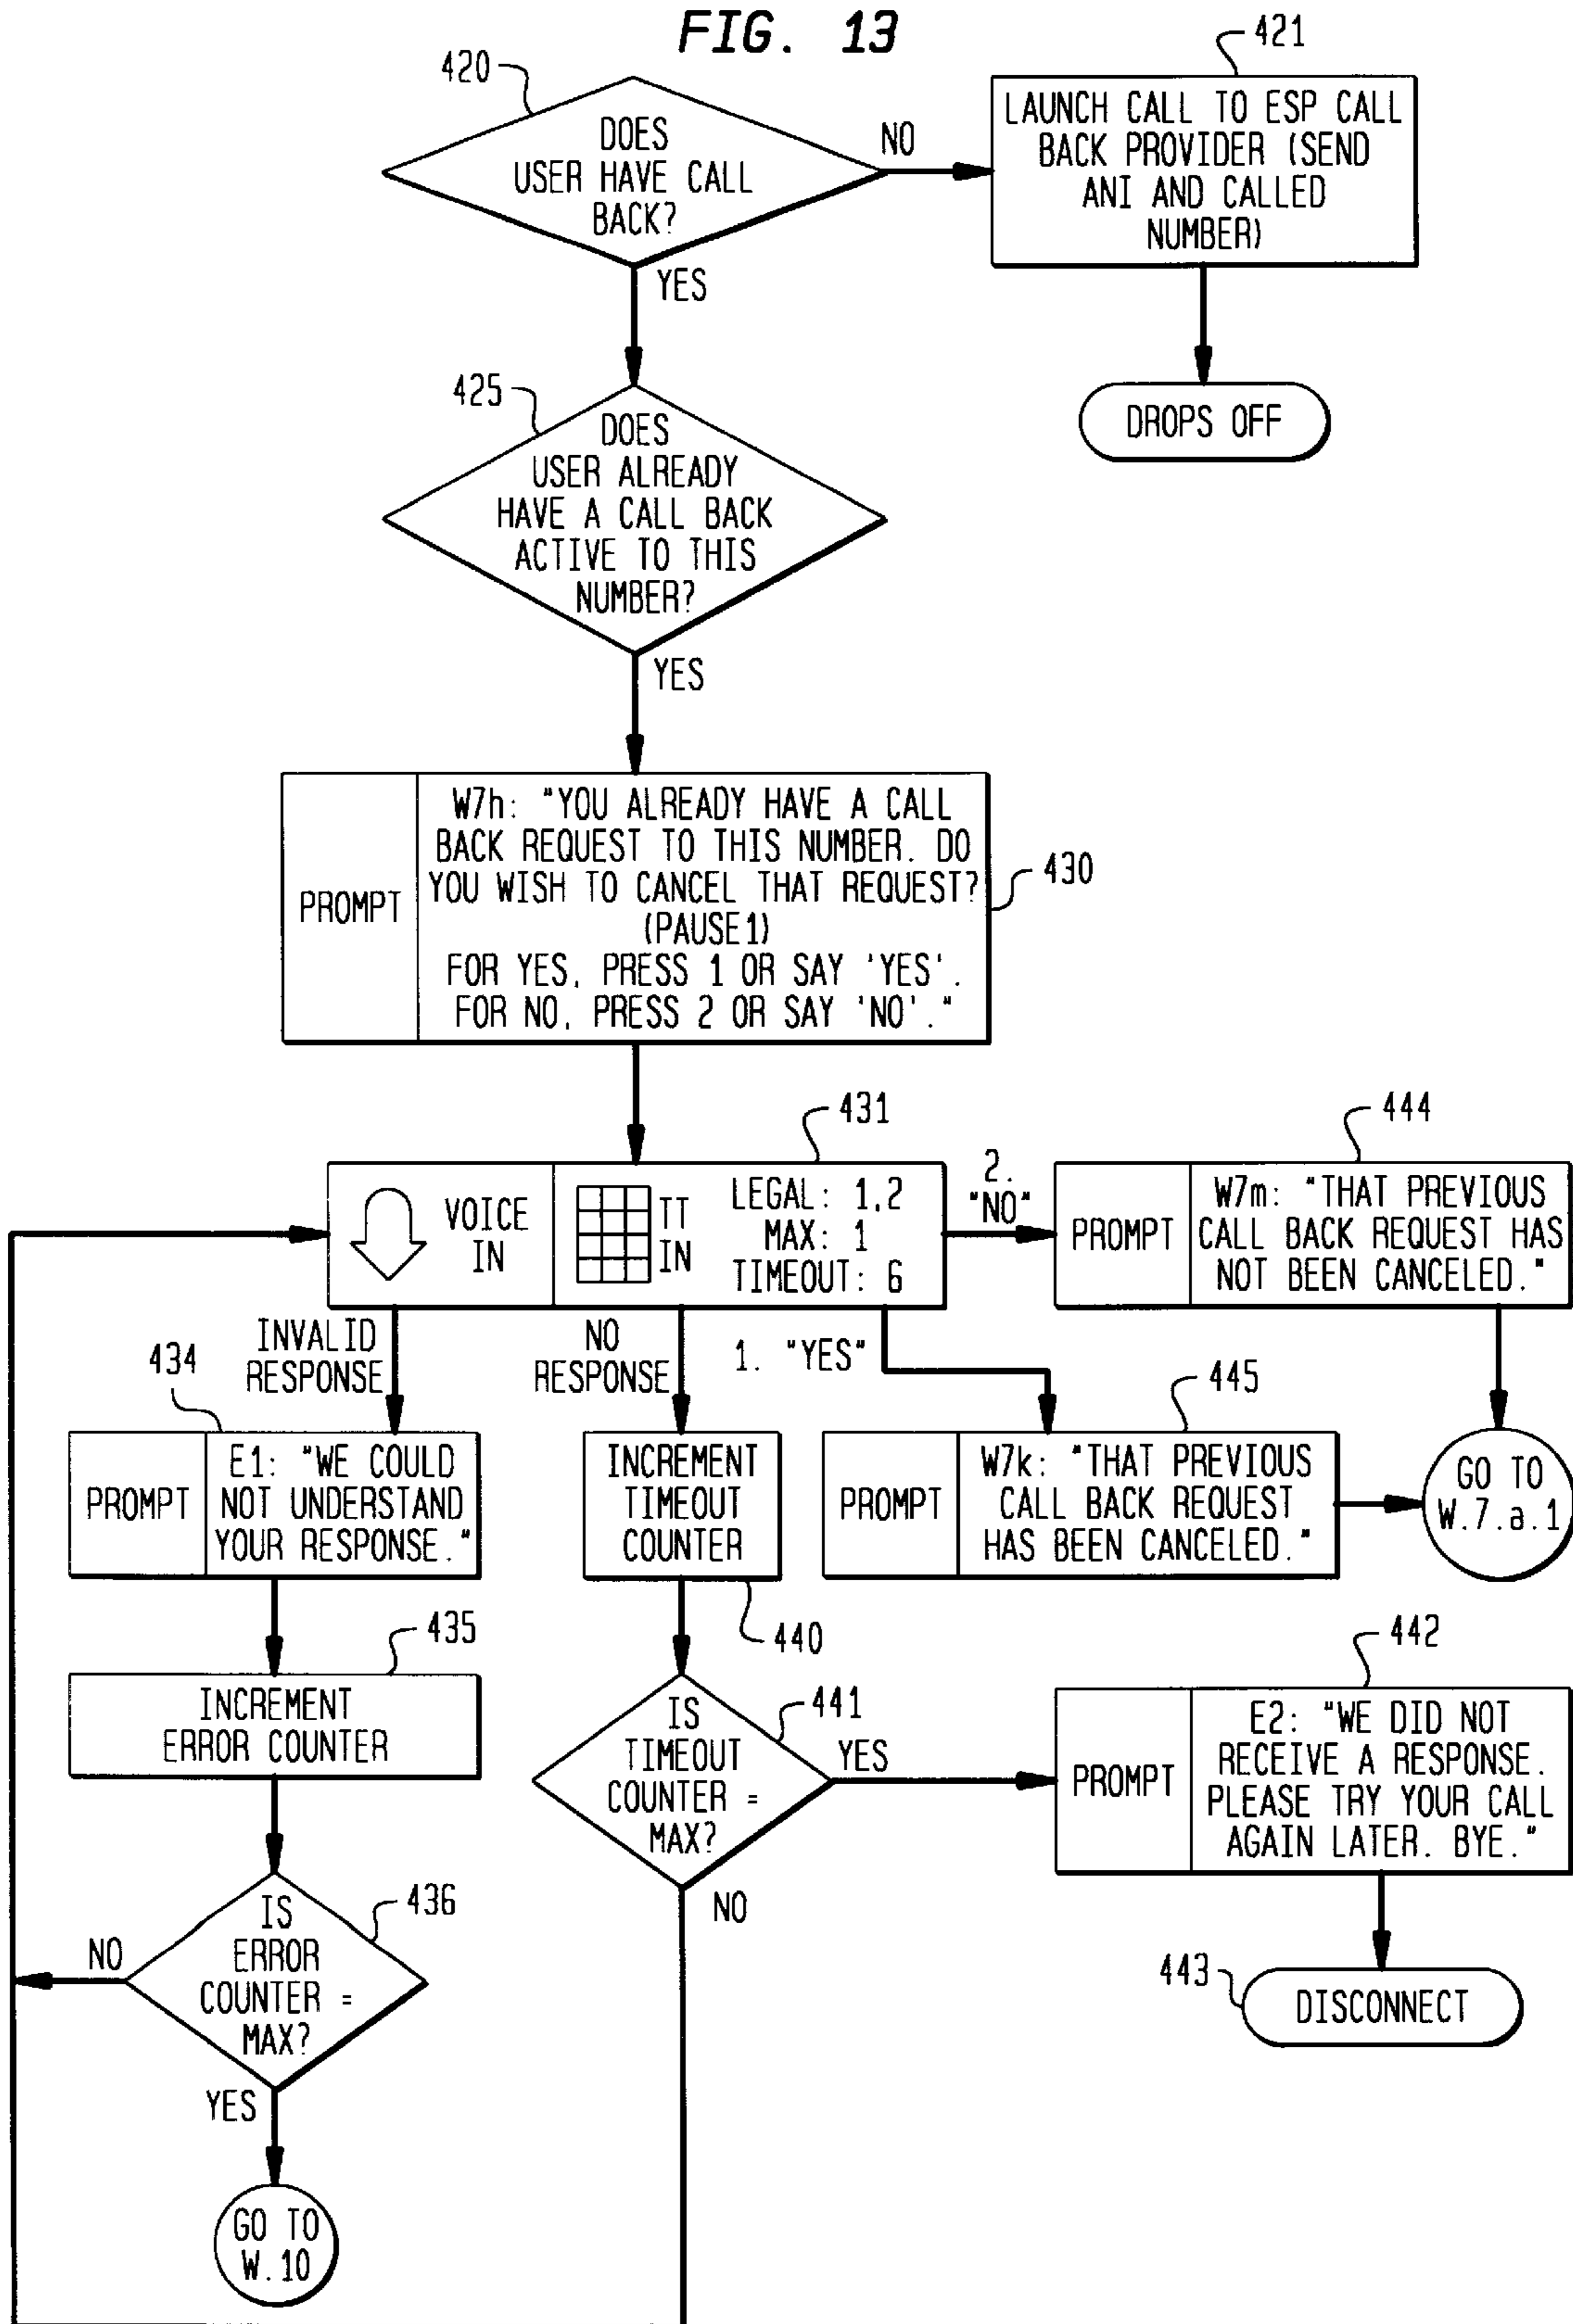 FIG. 13
420
DOES
USER HAVE CALL
BACK?
NO
YES
421
LAUNCH CALL TO ESP CALL
BACK PROVIDER (SEND
ANI AND CALLED
NUMBER)
DROPS OFF
425
DOES
USER ALREADY
HAVE A CALL BACK
ACTIVE TO THIS
NUMBER?
YES
PROMPT
W7h: "YOU ALREADY HAVE A CALL
BACK REQUEST TO THIS NUMBER. DO
YOU WISH TO CANCEL THAT REQUEST?
(PAUSE1)
FOR YES, PRESS 1 OR SAY 'YES'.
FOR NO, PRESS 2 OR SAY 'NO'."
430
431
VOICE
IN
TT
IN
LEGAL: 1,2
MAX: 1
TIMEOUT: 6
2.
"NO"
444
PROMPT
W7m: "THAT PREVIOUS
CALL BACK REQUEST HAS
NOT BEEN CANCELED."
INVALID
RESPONSE
NO
RESPONSE
1. "YES"
434
PROMPT
E1: "WE COULD
NOT UNDERSTAND
YOUR RESPONSE."
INCREMENT
TIMEOUT
COUNTER
440
445
PROMPT
W7k: "THAT PREVIOUS
CALL BACK REQUEST
HAS BEEN CANCELED."
GO TO
W.7.a.1
435
INCREMENT
ERROR COUNTER
441
IS
TIMEOUT
COUNTER =
MAX?
YES
NO
442
PROMPT
E2: "WE DID NOT
RECEIVE A RESPONSE.
PLEASE TRY YOUR CALL
AGAIN LATER. BYE."
443
DISCONNECT
436
IS
ERROR
COUNTER =
MAX?
NO
YES
GO TO
W.10